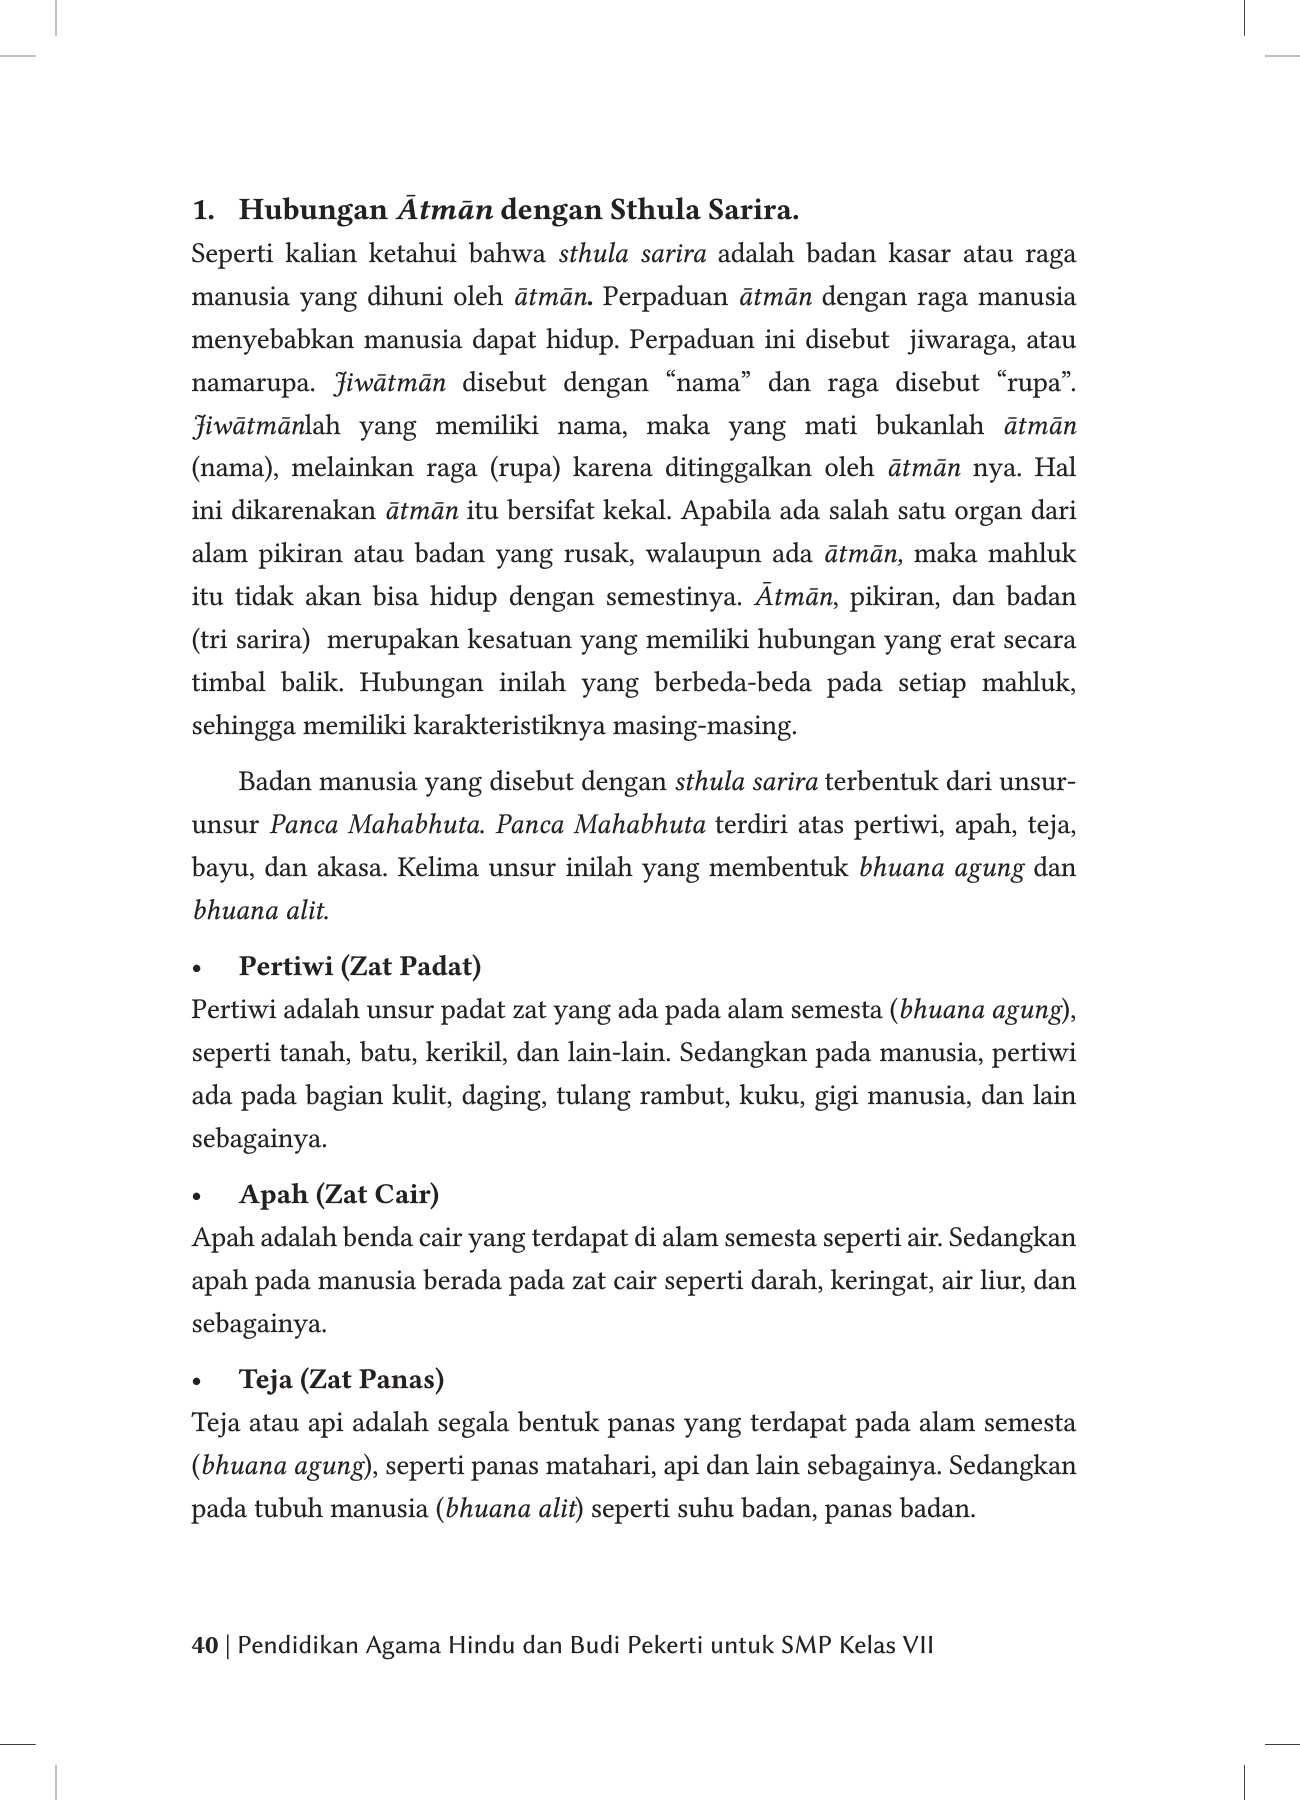 1. Hubungan Ātmān dengan Sthula Sarira.
Seperti kalian ketahui bahwa sthula sarira adalah badan kasar atau raga
manusia yang dihuni oleh ātmān. Perpaduan ātmān dengan raga manusia
menyebabkan manusia dapat hidup. Perpaduan ini disebut jiwaraga, atau
namarupa. Jiwātmān disebut dengan “nama” dan raga disebut “rupa”.
Jiwātmānlah yang memiliki nama, maka yang mati bukanlah ātmān
(nama), melainkan raga (rupa) karena ditinggalkan oleh ātmān nya. Hal
ini dikarenakan ātmān itu bersifat kekal. Apabila ada salah satu organ dari
alam pikiran atau badan yang rusak, walaupun ada ātmān, maka mahluk
itu tidak akan bisa hidup dengan semestinya. Ātmān, pikiran, dan badan
(tri sarira) merupakan kesatuan yang memiliki hubungan yang erat secara
timbal balik. Hubungan inilah yang berbeda-beda pada setiap mahluk,
sehingga memiliki karakteristiknya masing-masing.
Badan manusia yang disebut dengan sthula sarira terbentuk dari unsur-
unsur Panca Mahabhuta. Panca Mahabhuta terdiri atas pertiwi, apah, teja,
bayu, dan akasa. Kelima unsur inilah yang membentuk bhuana agung dan
bhuana alit.
• Pertiwi (Zat Padat)
Pertiwi adalah unsur padat zat yang ada pada alam semesta (bhuana agung),
seperti tanah, batu, kerikil, dan lain-lain. Sedangkan pada manusia, pertiwi
ada pada bagian kulit, daging, tulang rambut, kuku, gigi manusia, dan lain
sebagainya.
• Apah (Zat Cair)
Apah adalah benda cair yang terdapat di alam semesta seperti air. Sedangkan
apah pada manusia berada pada zat cair seperti darah, keringat, air liur, dan
sebagainya.
• Teja (Zat Panas)
Teja atau api adalah segala bentuk panas yang terdapat pada alam semesta
(bhuana agung), seperti panas matahari, api dan lain sebagainya. Sedangkan
pada tubuh manusia (bhuana alit) seperti suhu badan, panas badan.
40 | Pendidikan Agama Hindu dan Budi Pekerti untuk SMP Kelas VII